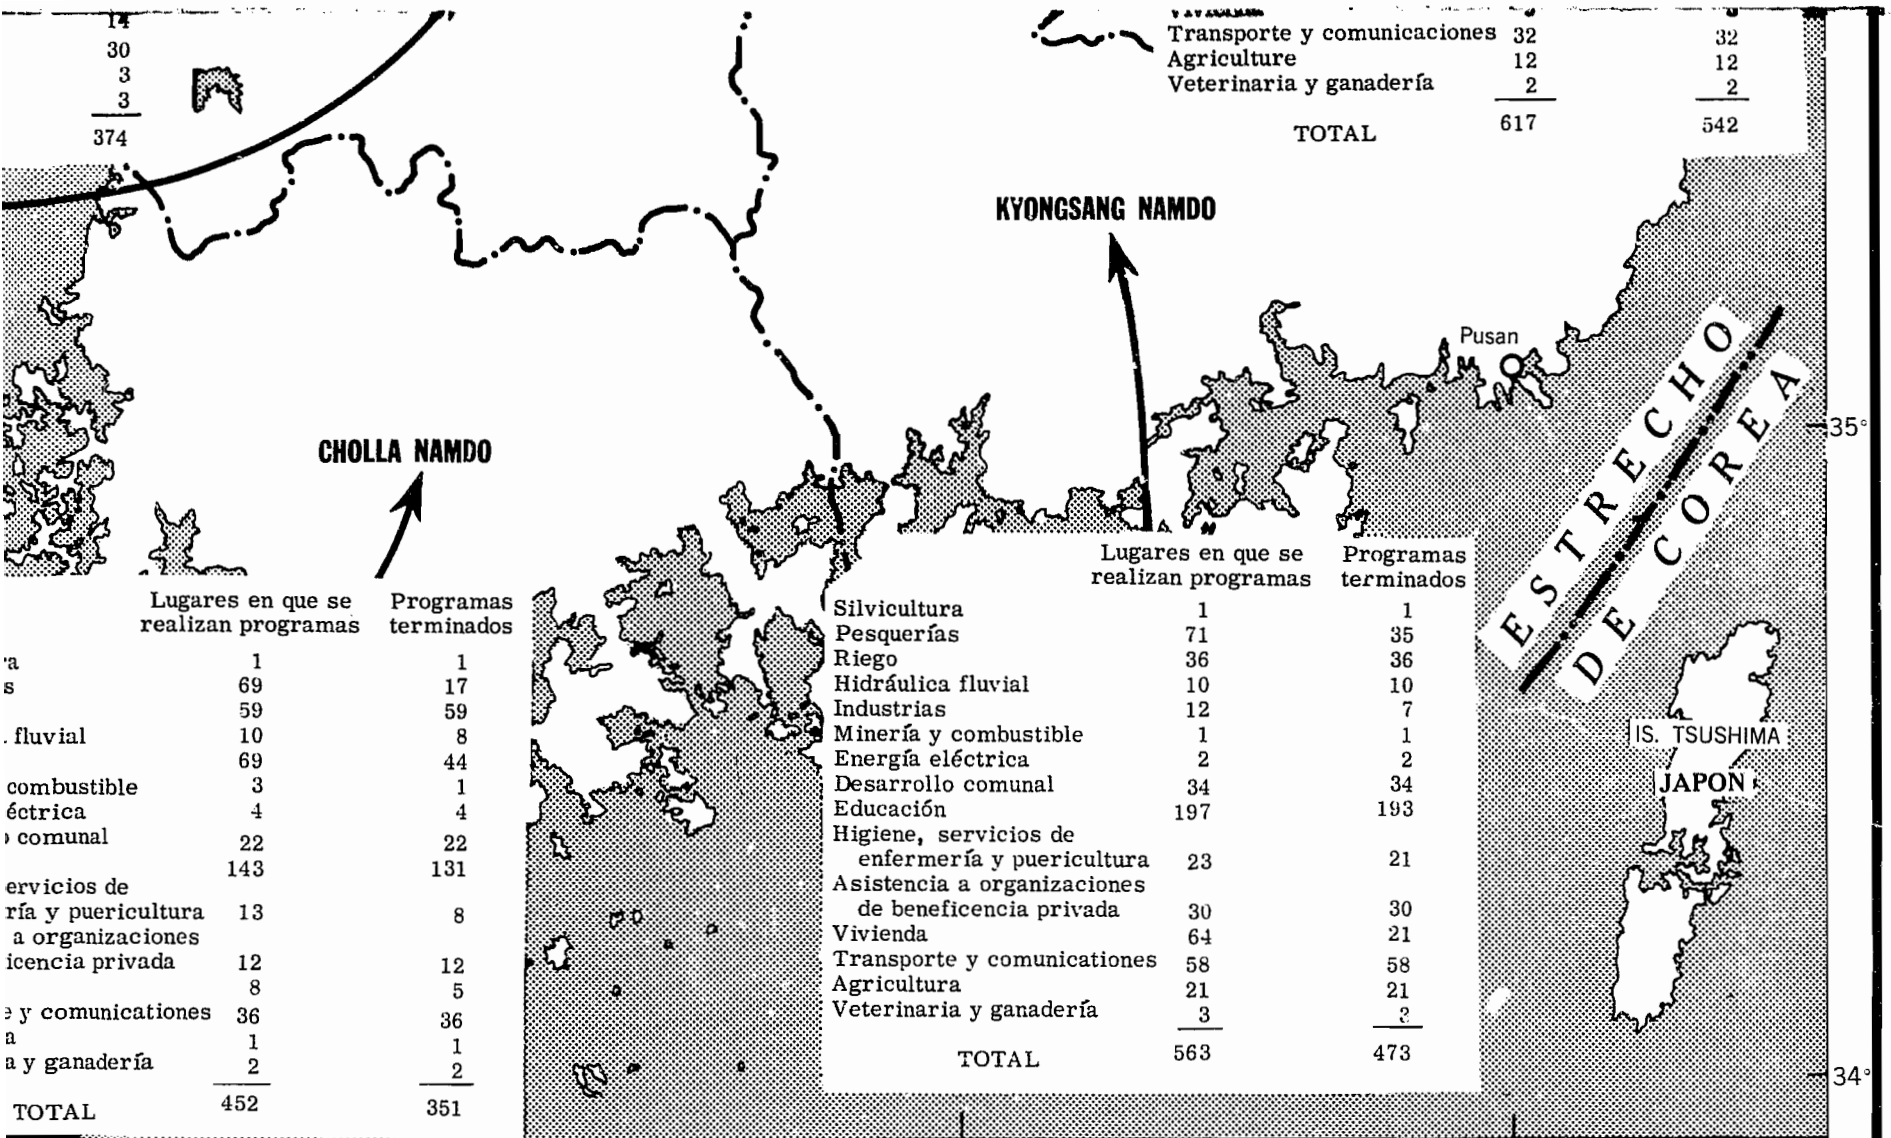 14
30
3
3
374
Transporte y comunicaciones 32 32
Agriculture 12 12
Veterinaria y ganadería 2 2
TOTAL 617 542
KYONGSANG NAMDO
Pusan
ESTRECHO
DE COREA
35°
CHOLLA NAMDO
Lugares en que se Programas
realizan programas terminados
Silvicultura 1 1
Pesquerías 71 35
Riego 36 36
Hidráulica fluvial 10 10
Industrias 12 7
Minería y combustible 1 1
Energía eléctrica 2 2
Desarrollo comunal 34 34
Educación 197 193
Higiene, servicios de
enfermería y puericultura 23 21
Asistencia a organizaciones
de beneficencia privada 30 30
Vivienda 64 21
Transporte y comunicationes 58 58
Agricultura 21 21
Veterinaria y ganadería 3
TOTAL 563 473
Lugares en que se Programas
realizan programas terminados
1 1
69 17
59 59
fluvial 10 8
69 44
combustible 3 1
éctrica 4 4
comunal 22 22
143 131
ervicios de
ría y puericultura 13 8
a organizaciones
icencia privada 12 12
8 5
y comunicationes 36 36
a 1 1
a y ganadería 2 2
TOTAL 452 351
IS. TSUSHIMA
JAPON
34°